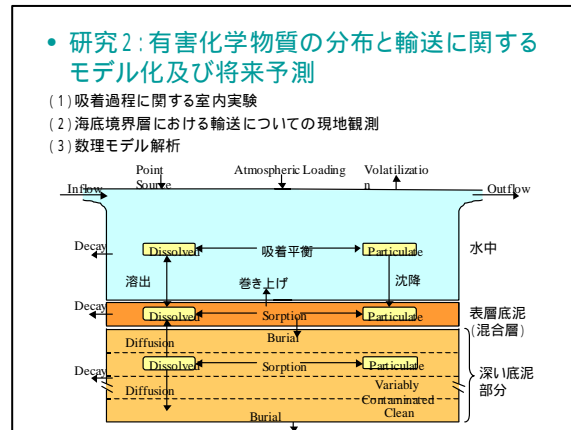 • 研究2:有害化学物質の分布と輸送に関する
モデル化及び将来予測
(1)吸着過程に関する室内実験
(2)海底境界層における輸送についての現地観測
(3)数理モデル解析
Point
Source
Atmospheric Loading
Volatilizatio
n
Inflow
Outflow
Decay
Dissolved
吸着平衡
Particulate
水中
溶出
巻き上げ
沈降
Decay
Dissolved
Sorption
Particulate
表層底泥
(混合層)
Diffusion
Burial
Dissolved
Sorption
Particulate
Decay
Diffusion
Variably
Contaminated
Clean
深い底泥
部分
Burial